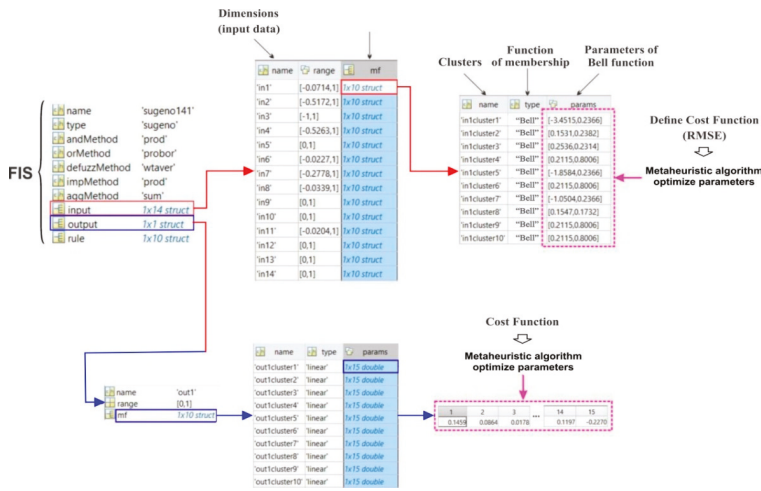 Dimensions
(input data)
name range mf
'in1' [-0.0714,1] 1x10 struct
'in2' [-0.5172,1] 1x10 struct
'in3' [-1,1] 1x10 struct
'in4' [-0.5263,1] 1x10 struct
'in5' [0,1] 1x10 struct
'in6' [-0.0227,1] 1x10 struct
'in7' [-0.2778,1] 1x10 struct
'in8' [-0.0339,1] 1x10 struct
'in9' [0,1] 1x10 struct
'in10' [0,1] 1x10 struct
'in11' [-0.0204,1] 1x10 struct
'in12' [0,1] 1x10 struct
'in13' [0,1] 1x10 struct
'in14' [0,1] 1x10 struct
Clusters
Function
of membership
Parameters of
Bell function
name type params
'in1cluster1' "Bell" [-3.4515,0.2366]
'in1cluster2' "Bell" [0.1531,0.2382]
'in1cluster3' "Bell" [0.2536,0.2314]
'in1cluster4' "Bell" [0.2115,0.8006]
'in1cluster5' "Bell" [-1.8584,0.2366]
'in1cluster6' "Bell" [0.2115,0.8006]
'in1cluster7' "Bell" [-1.0504,0.2366]
'in1cluster8' "Bell" [0.1547,0.1732]
'in1cluster9' "Bell" [0.2115,0.8006]
'in1cluster10' "Bell" [0.2115,0.8006]
Define Cost Function
(RMSE)
Metaheuristic algorithm
optimize parameters
FIS
name 'sugeno141'
type 'sugeno'
andMethod 'prod'
orMethod 'probor'
defuzzMethod 'wtaver'
impMethod 'prod'
aggMethod 'sum'
input 1x14 struct
output 1x1 struct
rule 1x10 struct
Cost Function
Metaheuristic algorithm
optimize parameters
name 'out1'
range [0,1]
mf 1x10 struct
name type params
'out1cluster1' 'linear' 1x15 double
'out1cluster2' 'linear' 1x15 double
'out1cluster3' 'linear' 1x15 double
'out1cluster4' 'linear' 1x15 double
'out1cluster5' 'linear' 1x15 double
'out1cluster6' 'linear' 1x15 double
'out1cluster7' 'linear' 1x15 double
'out1cluster8' 'linear' 1x15 double
'out1cluster9' 'linear' 1x15 double
'out1cluster10' 'linear' 1x15 double
1 2 3 ... 14 15
0.1459 0.0864 0.0178 0.1197 -0.2270